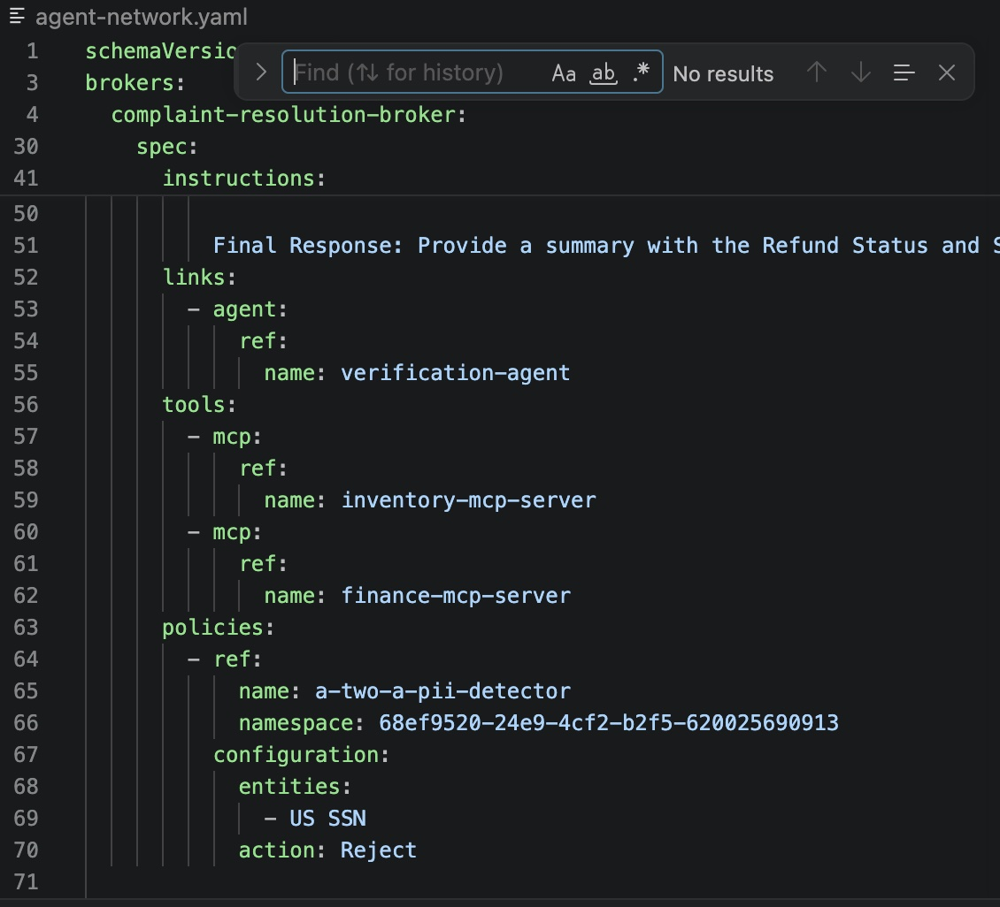 agent-network.yaml
1 schemaVersio
Find (⇅ for history) Aa ab .* No results
3 brokers:
4 complaint-resolution-broker:
30 spec:
41 instructions:
50
51 Final Response: Provide a summary with the Refund Status and S
52 links:
53 - agent:
54 ref:
55 name: verification-agent
56 tools:
57 - mcp:
58 ref:
59 name: inventory-mcp-server
60 - mcp:
61 ref:
62 name: finance-mcp-server
63 policies:
64 - ref:
65 name: a-two-a-pii-detector
66 namespace: 68ef9520-24e9-4cf2-b2f5-620025690913
67 configuration:
68 entities:
69 - US SSN
70 action: Reject
71